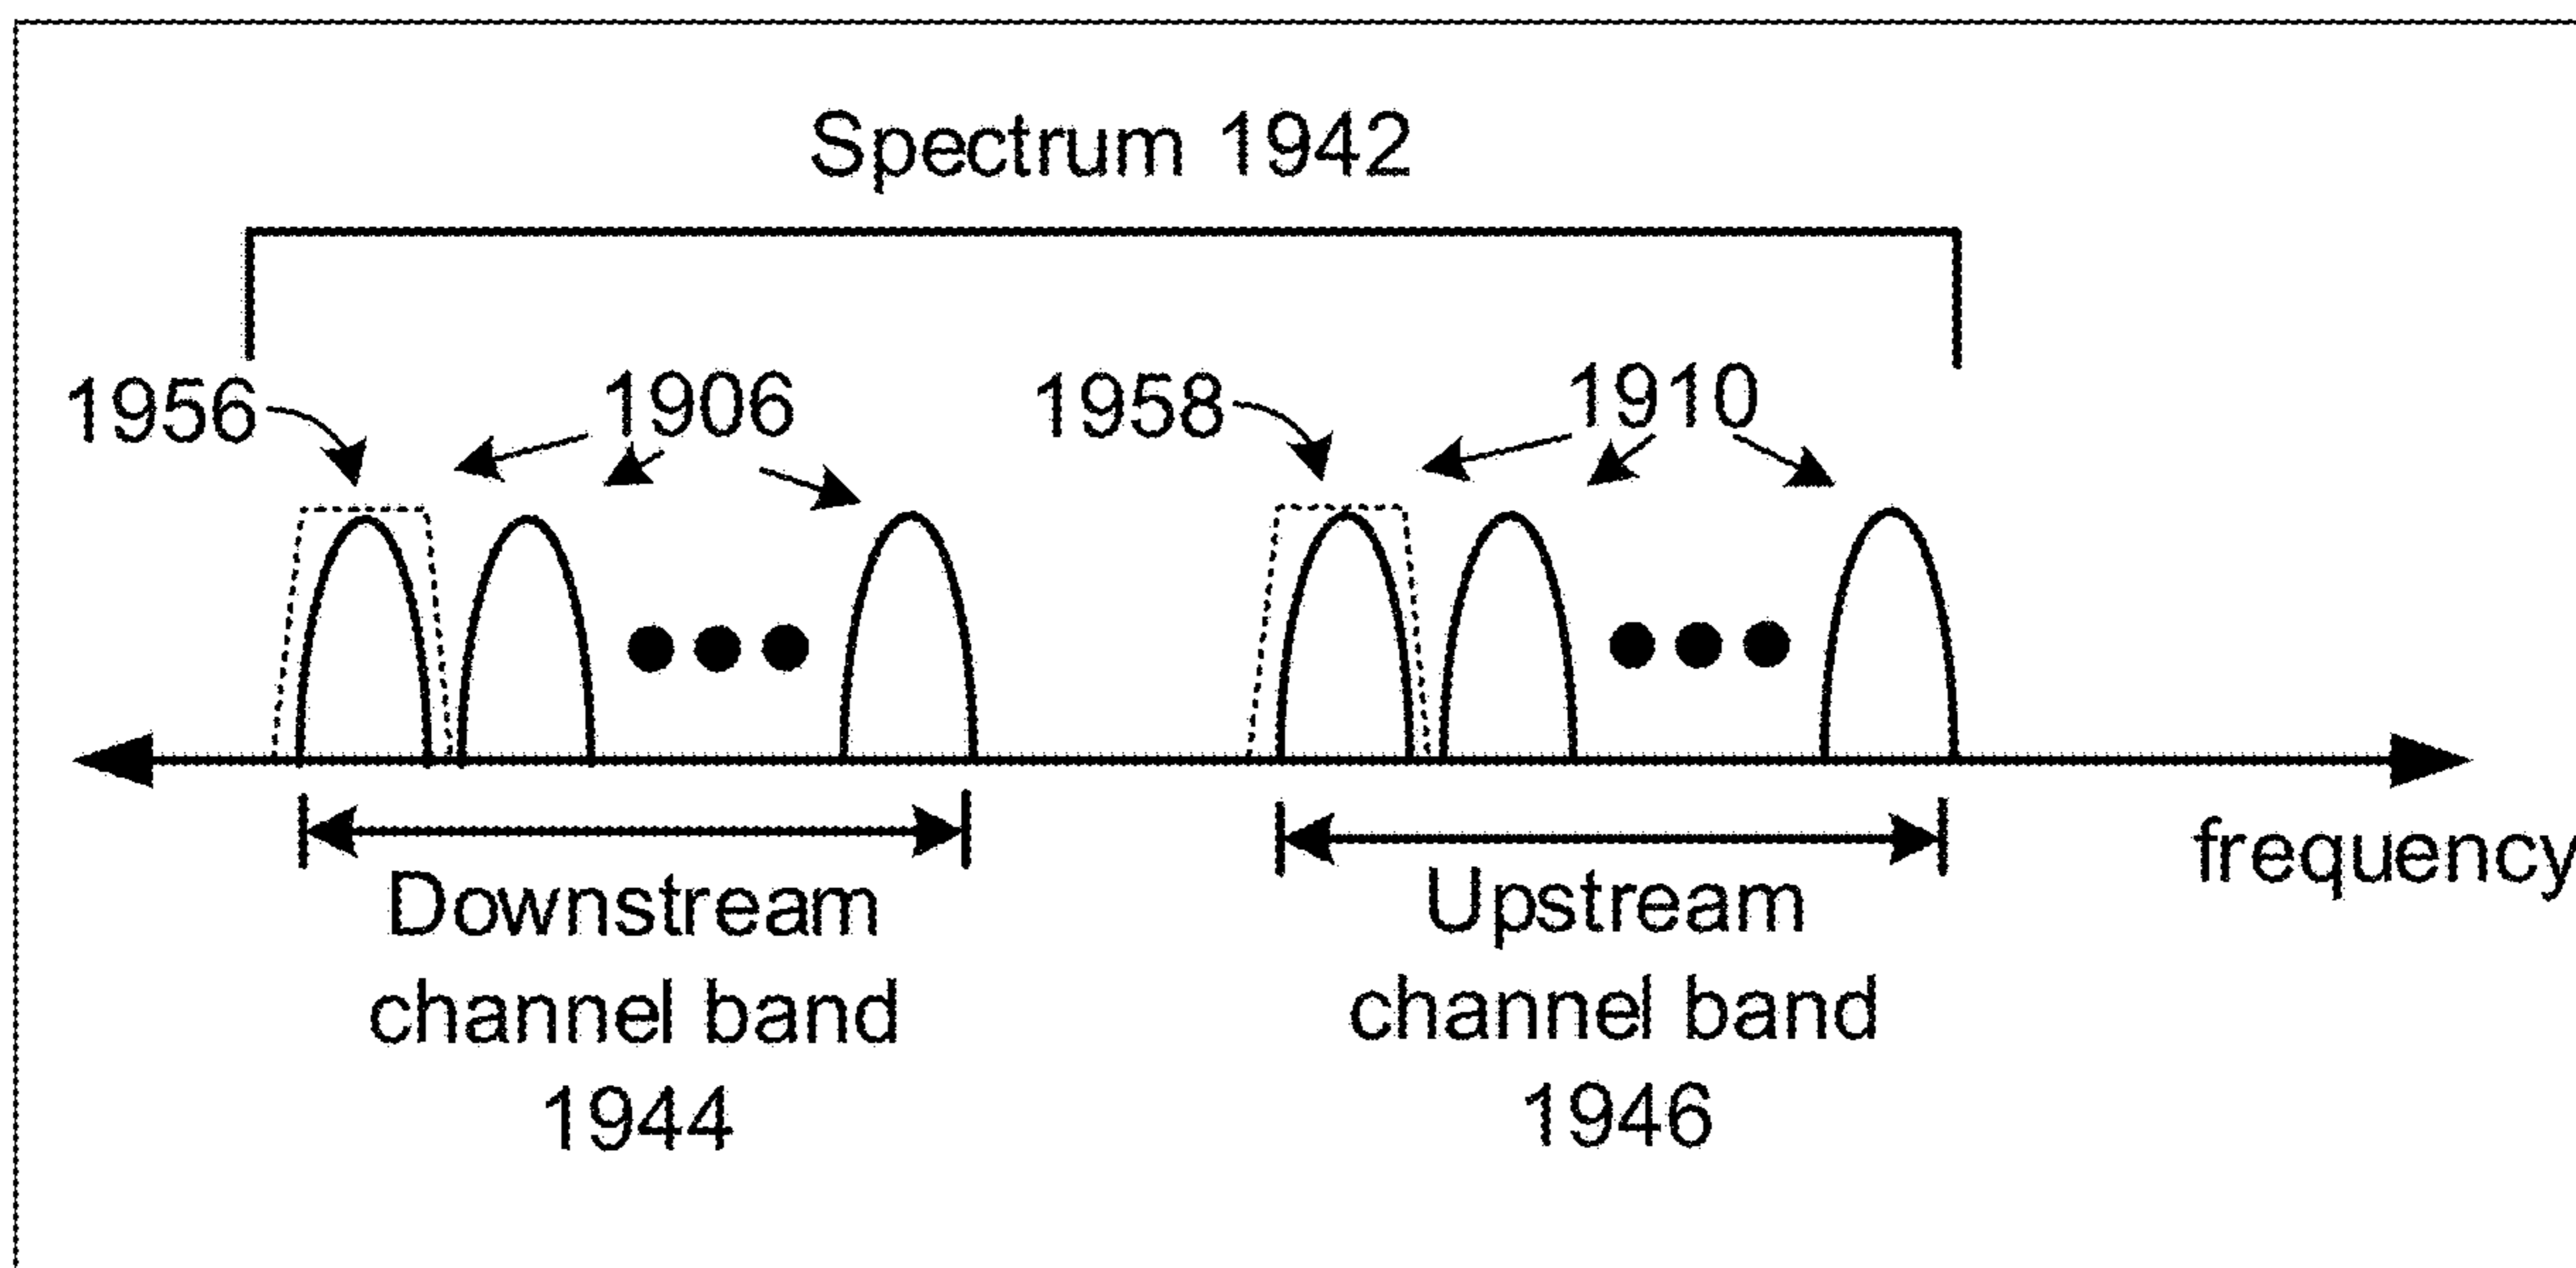 Spectrum 1942
1956
1906
1958
1910
frequency
Downstream
channel band
1944
Upstream
channel band
1946